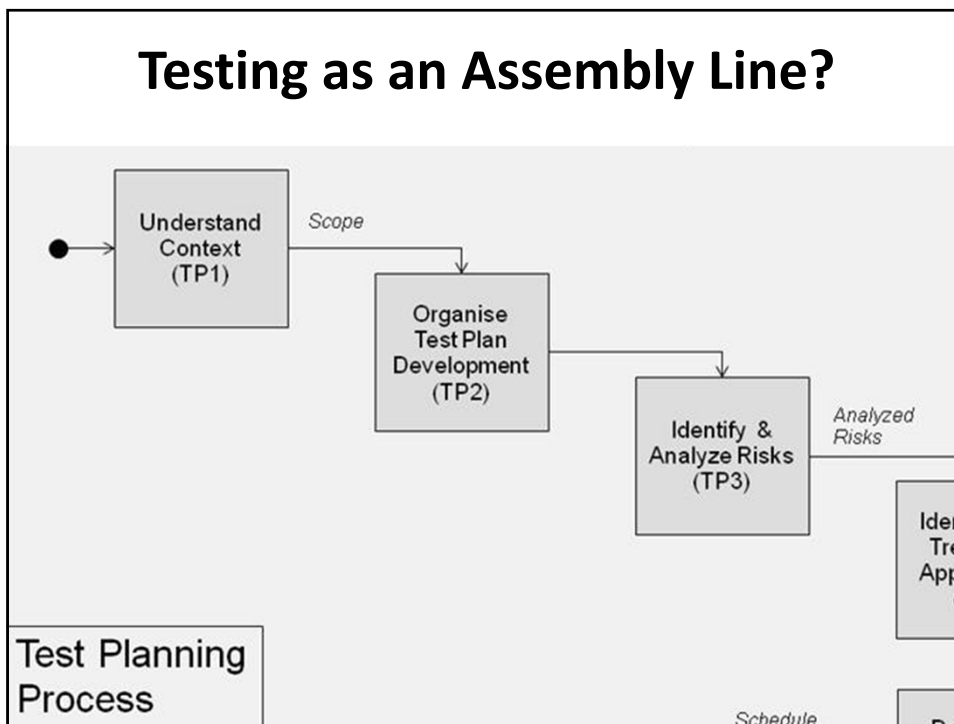 Testing as an Assembly Line?
Understand
Context
(TP1)
Scope
Organise
Test Plan
Development
(TP2)
Identify &
Analyze Risks
(TP3)
Analyzed
Risks
Test Planning
Process
Schedule